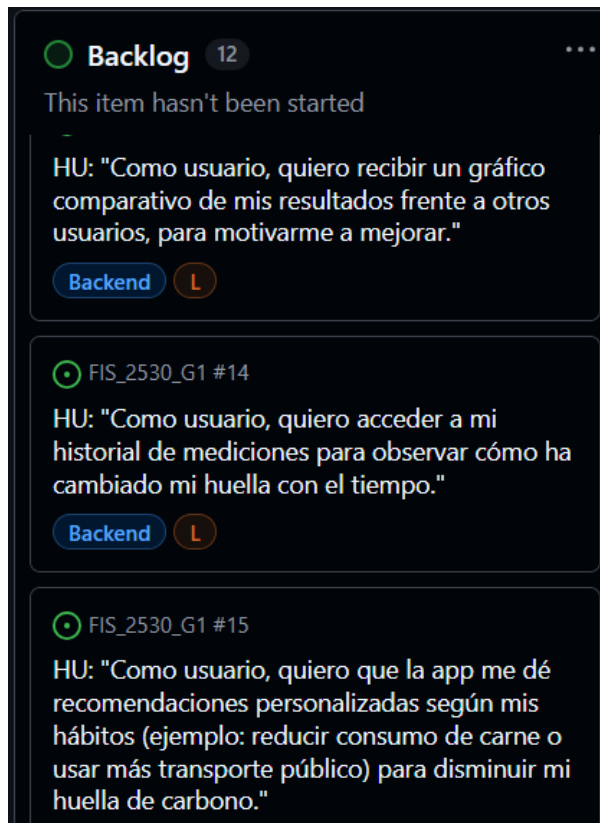 Backlog 12
This item hasn't been started
HU: "Como usuario, quiero recibir un gráfico
comparativo de mis resultados frente a otros
usuarios, para motivarme a mejorar."
Backend L
FIS_2530_G1 #14
HU: "Como usuario, quiero acceder a mi
historial de mediciones para observar cómo ha
cambiado mi huella con el tiempo."
Backend L
FIS_2530_G1 #15
HU: "Como usuario, quiero que la app me dé
recomendaciones personalizadas según mis
hábitos (ejemplo: reducir consumo de carne o
usar más transporte público) para disminuir mi
huella de carbono."